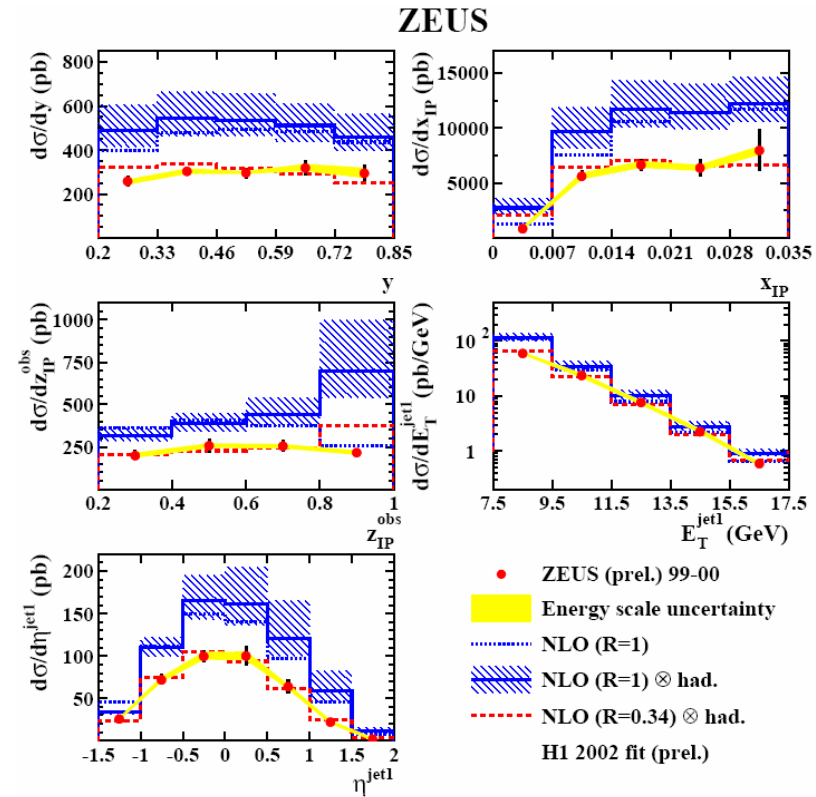 ZEUS
dσ/dy (pb)
800
600
400
200
0.2 0.33 0.46 0.59 0.72 0.85
y
dσ/dx_IP (pb)
15000
10000
5000
0 0.007 0.014 0.021 0.028 0.035
x_IP
dσ/dz_IP^obs (pb)
1000
750
500
250
0.2 0.4 0.6 0.8 1
z_IP^obs
dσ/dE_T^jet1 (pb/GeV)
10^2
10
1
7.5 9.5 11.5 13.5 15.5 17.5
E_T^jet1 (GeV)
dσ/dη^jet1 (pb)
200
150
100
50
-1.5 -1 -0.5 0 0.5 1 1.5 2
η^jet1
ZEUS (prel.) 99-00
Energy scale uncertainty
NLO (R=1)
NLO (R=1) ⊗ had.
NLO (R=0.34) ⊗ had.
H1 2002 fit (prel.)